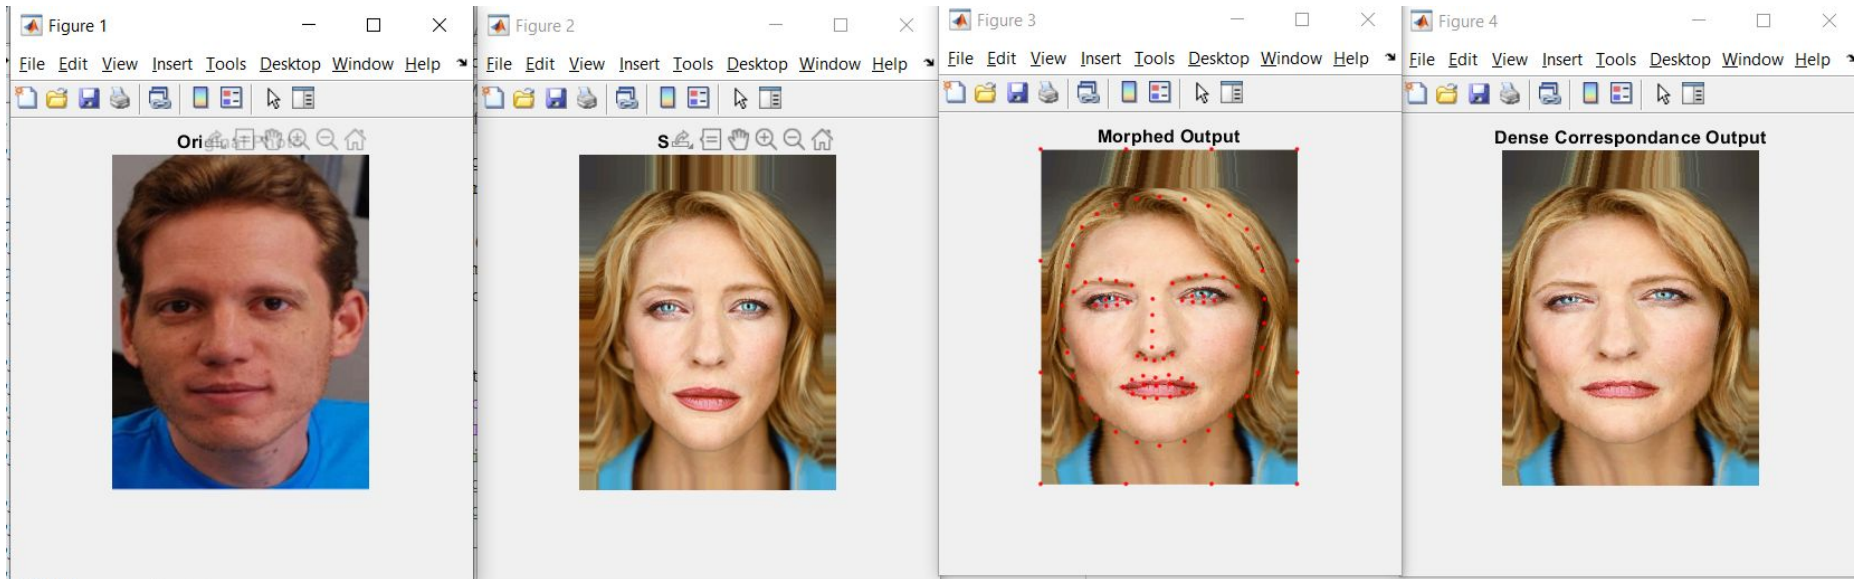 Figure 1
File Edit View Insert Tools Desktop Window Help
Figure 2
File Edit View Insert Tools Desktop Window Help
Figure 3
File Edit View Insert Tools Desktop Window Help
Morphed Output
Figure 4
File Edit View Insert Tools Desktop Window Help
Dense Correspondance Output